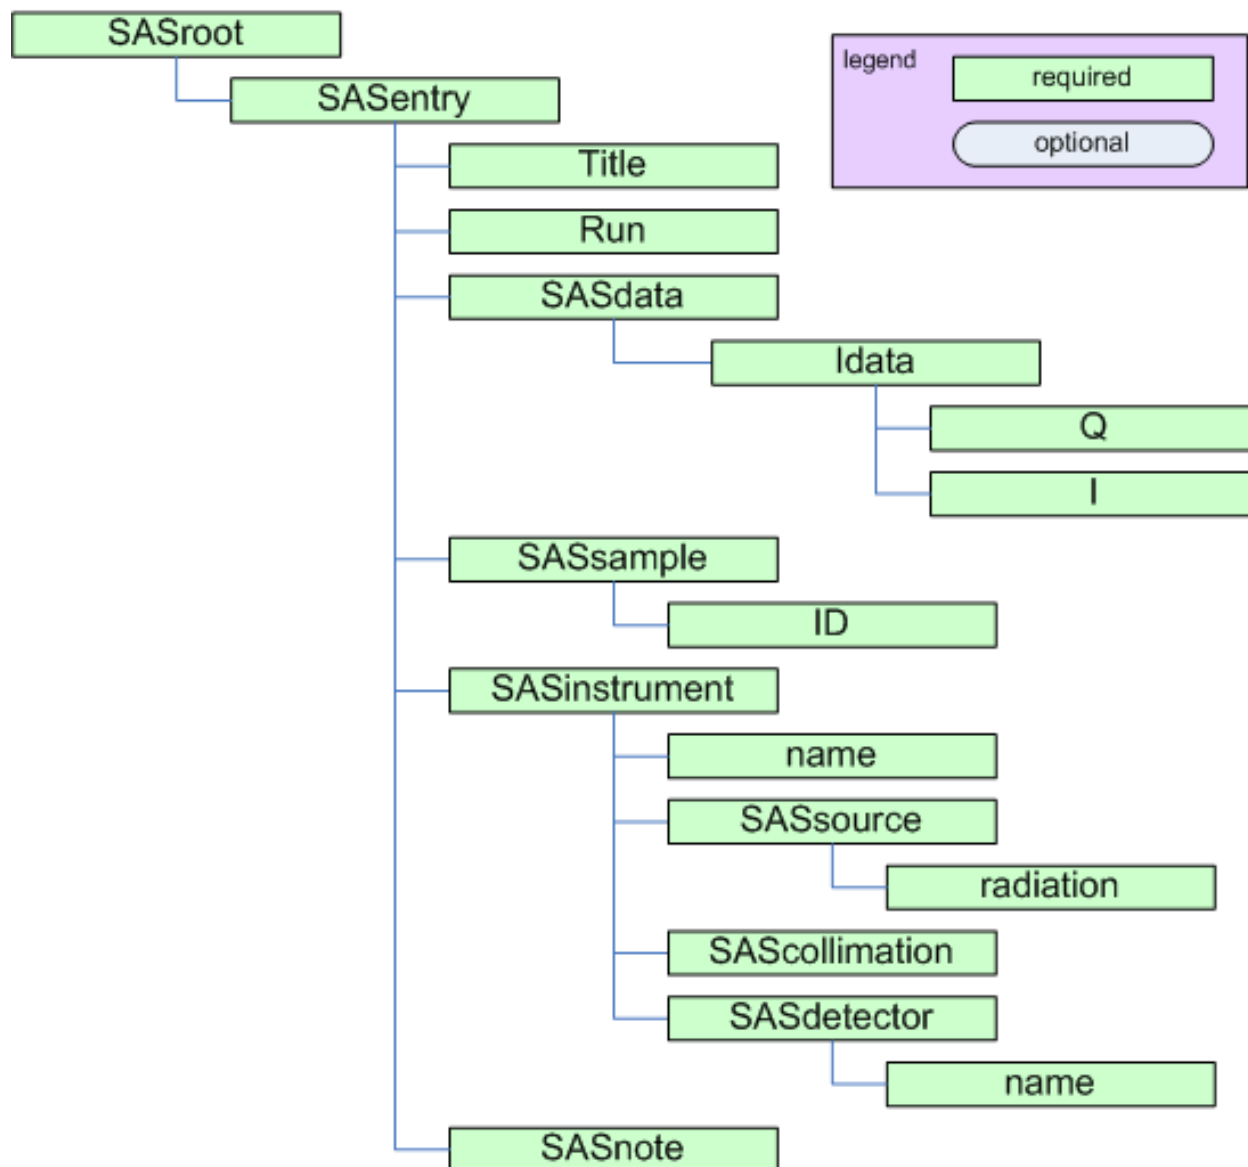 SASroot
legend
required
optional
SASentry
Title
Run
SASdata
Idata
Q
I
SASsample
ID
SASinstrument
name
SASsource
radiation
SAScollimation
SASdetector
name
SASnote